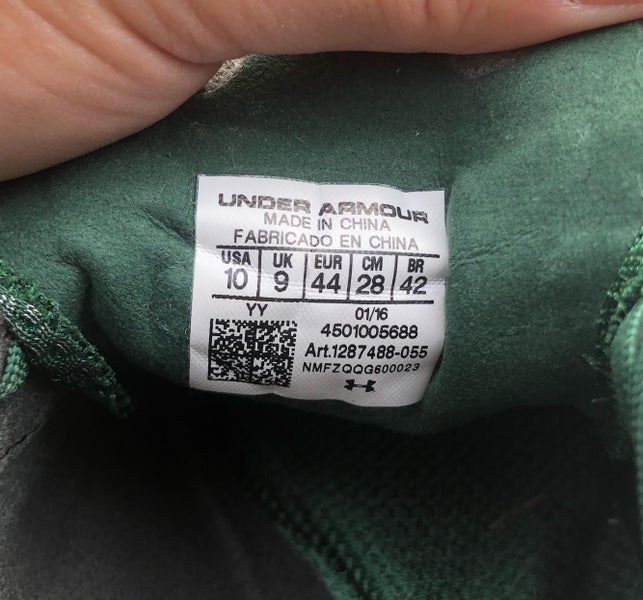 UNDER ARMOUR
MADE IN CHINA
FABRICADO EN CHINA
USA UK EUR CM BR
10 9 44 28 42
YY 01/16
4501005688
Art.1287488-055
NMFZQQG600023